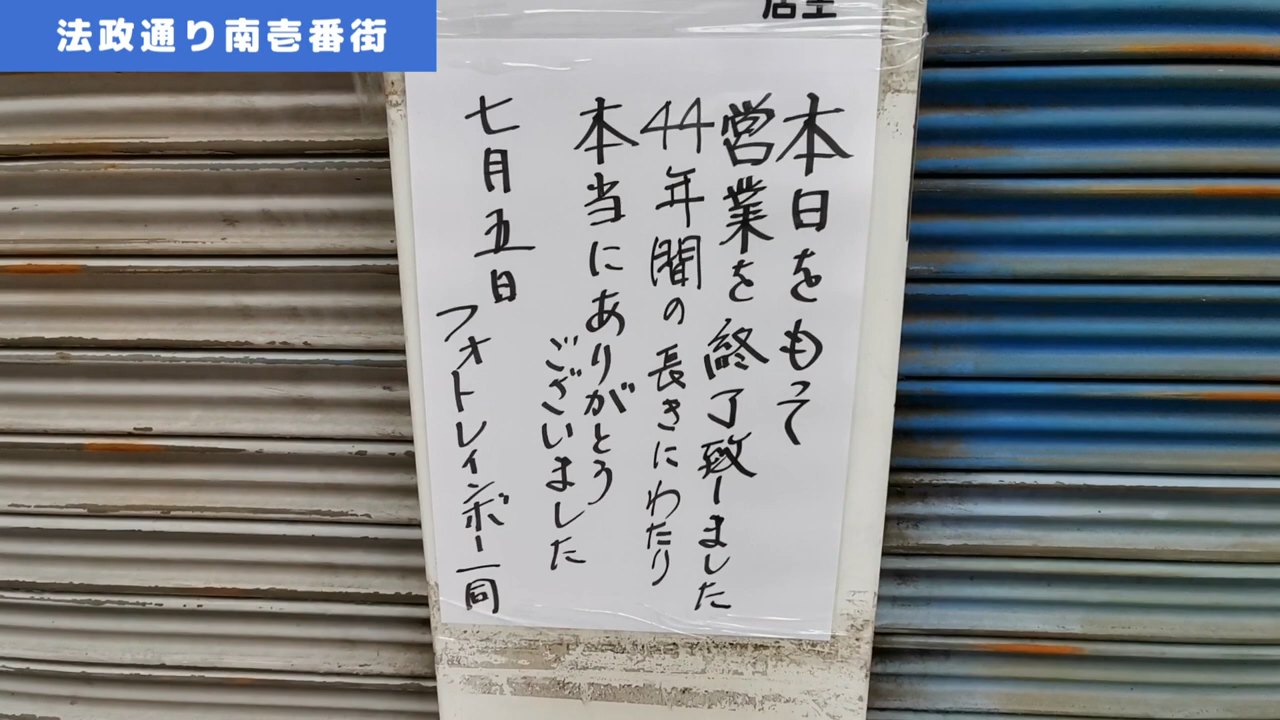 法政通り南壱番街
店主
本日をもって
営業を終了致しました
44年間の長きにわたり
本当にありがとう
ございました
七月五日
フォトレインボー一同